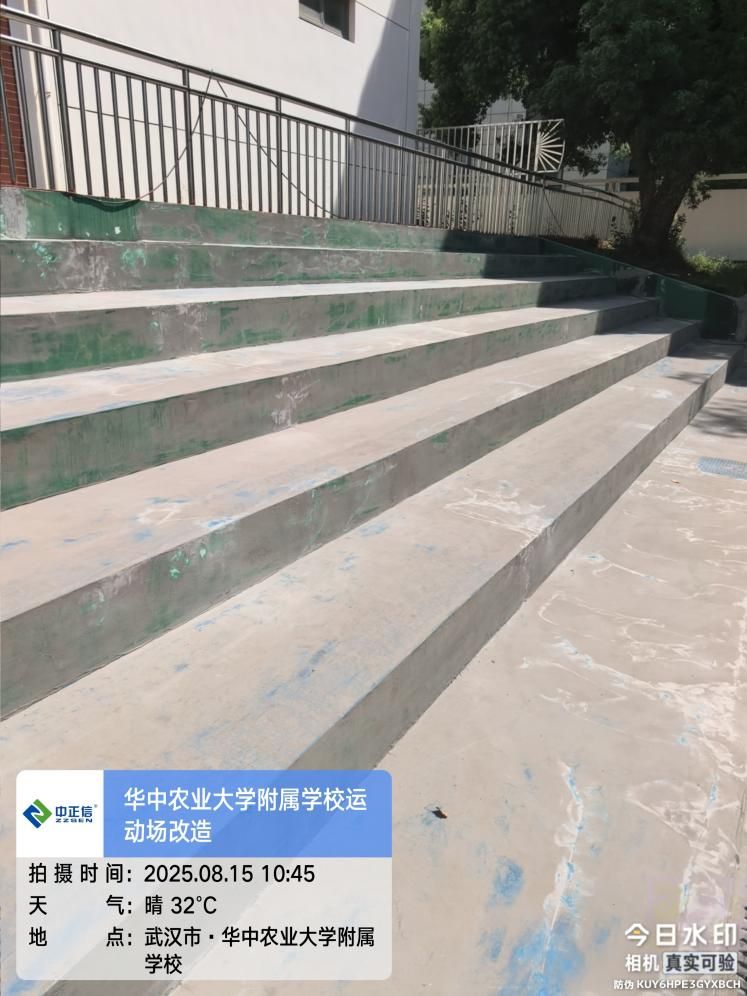 中正信
ZZSEN
华中农业大学附属学校运
动场改造
拍摄时间: 2025.08.15 10:45
天气: 晴 32°C
地点: 武汉市·华中农业大学附属
学校
今日水印
相机 真实可验
防伪 KUY6HPE3GYXBCH